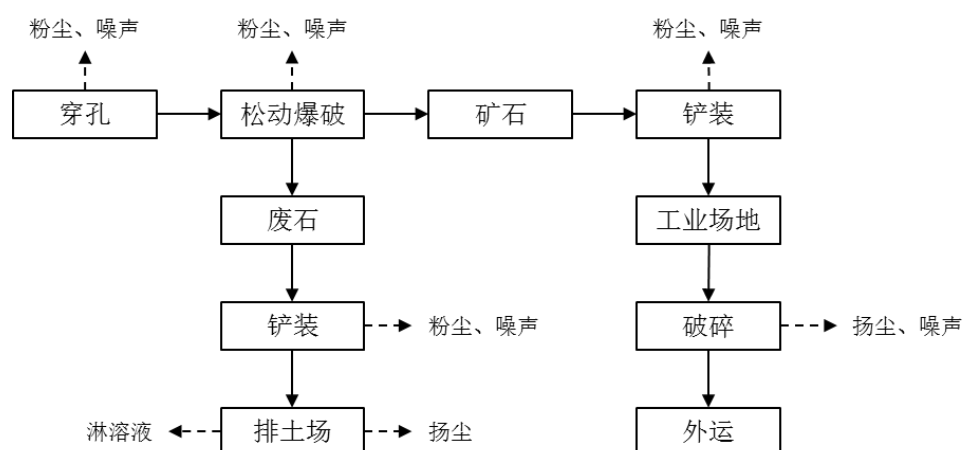 粉尘、噪声
粉尘、噪声
粉尘、噪声
穿孔
松动爆破
矿石
铲装
废石
工业场地
铲装
粉尘、噪声
破碎
扬尘、噪声
淋溶液
排土场
扬尘
外运